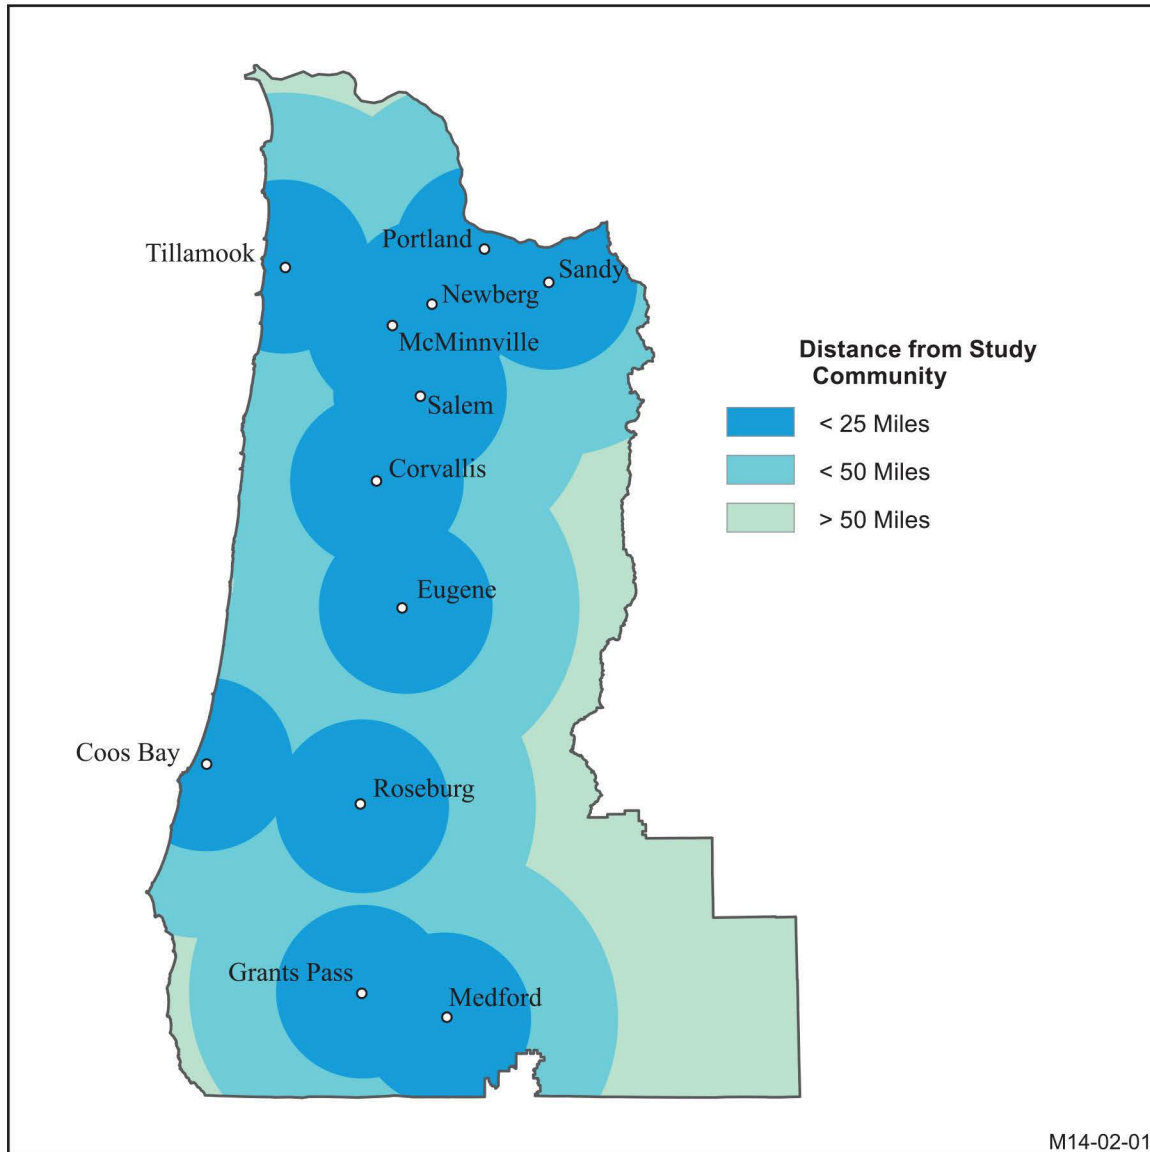 Portland
Tillamook
Sandy
Newberg
McMinnville
Salem
Corvallis
Eugene
Coos Bay
Roseburg
Grants Pass
Medford
Distance from Study
Community
< 25 Miles
< 50 Miles
> 50 Miles
M14-02-01